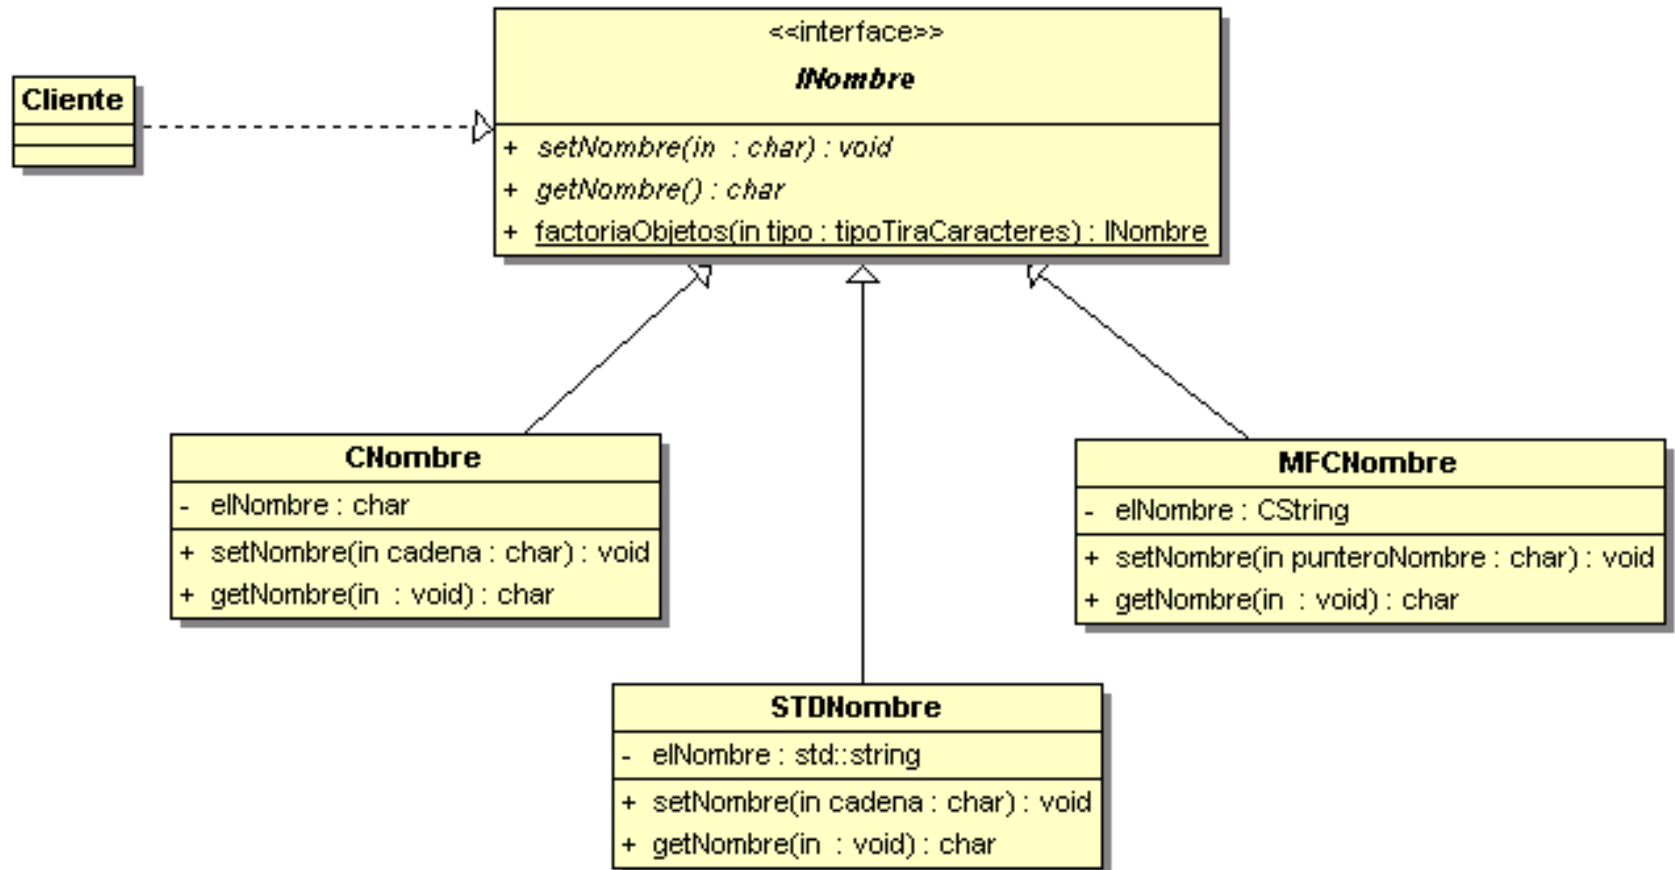 <<interface>>
INombre
Cliente
+ setNombre(in : char) : void
+ getNombre() : char
+ factoriaObjetos(in tipo : tipoTiraCaracteres) : INombre
CNombre
- elNombre : char
+ setNombre(in cadena : char) : void
+ getNombre(in : void) : char
MFCNombre
- elNombre : CString
+ setNombre(in punteroNombre : char) : void
+ getNombre(in : void) : char
STDNombre
- elNombre : std::string
+ setNombre(in cadena : char) : void
+ getNombre(in : void) : char